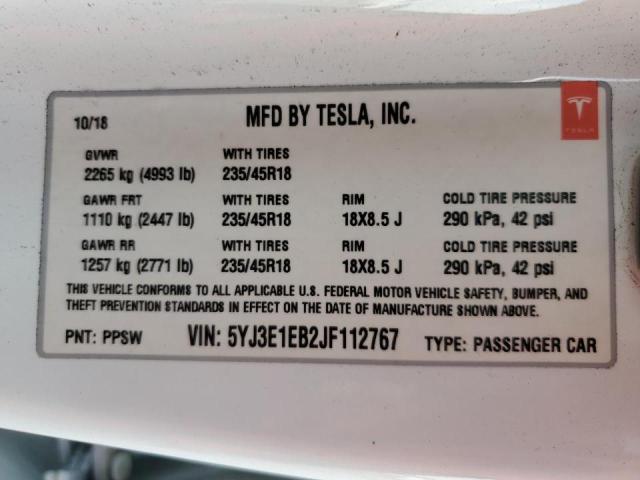 10/18 MFD BY TESLA, INC.
TESLA
GVWR WITH TIRES
2265 kg (4993 lb) 235/45R18
GAWR FRT WITH TIRES RIM COLD TIRE PRESSURE
1110 kg (2447 lb) 235/45R18 18X8.5 J 290 kPa, 42 psi
GAWR RR WITH TIRES RIM COLD TIRE PRESSURE
1257 kg (2771 lb) 235/45R18 18X8.5 J 290 kPa, 42 psi
THIS VEHICLE CONFORMS TO ALL APPLICABLE U.S. FEDERAL MOTOR VEHICLE SAFETY, BUMPER, AND
THEFT PREVENTION STANDARDS IN EFFECT ON THE DATE OF MANUFACTURE SHOWN ABOVE.
PNT: PPSW VIN: 5YJ3E1EB2JF112767 TYPE: PASSENGER CAR